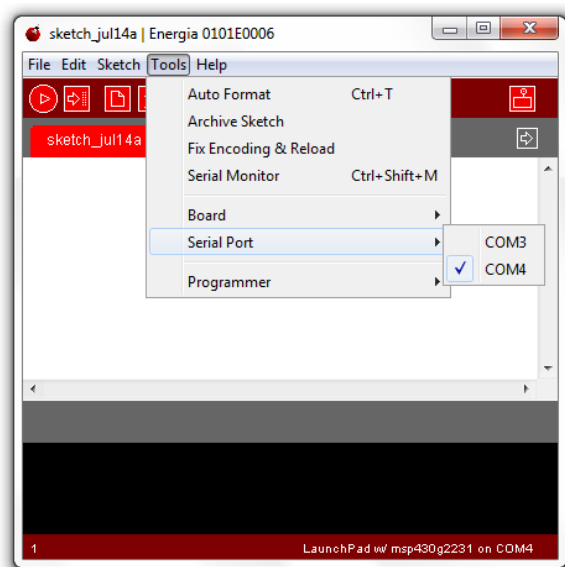 sketch_jul14a | Energia 0101E0006
File Edit Sketch Tools Help
Auto Format Ctrl+T
Archive Sketch
sketch_jul14a
Fix Encoding & Reload
Serial Monitor Ctrl+Shift+M
Board
Serial Port
COM3
COM4
Programmer
1 LaunchPad w/ msp430g2231 on COM4